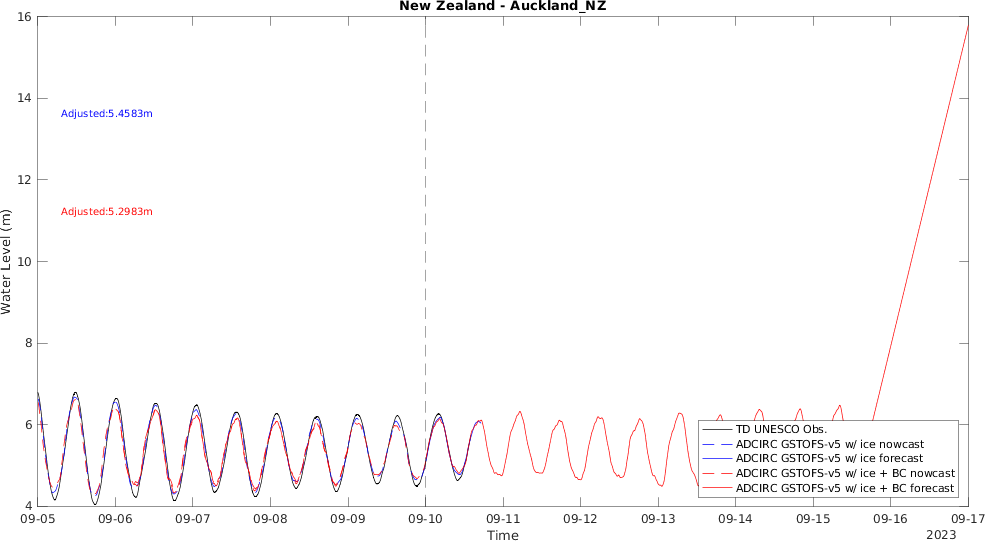 New Zealand - Auckland_NZ
16
14
12
10
8
6
4
Water Level (m)
Adjusted:5.4583m
Adjusted:5.2983m
TD UNESCO Obs.
ADCIRC GSTOFS-v5 w/ ice nowcast
ADCIRC GSTOFS-v5 w/ ice forecast
ADCIRC GSTOFS-v5 w/ ice + BC nowcast
ADCIRC GSTOFS-v5 w/ ice + BC forecast
09-05 09-06 09-07 09-08 09-09 09-10 09-11 09-12 09-13 09-14 09-15 09-16 09-17
Time
2023